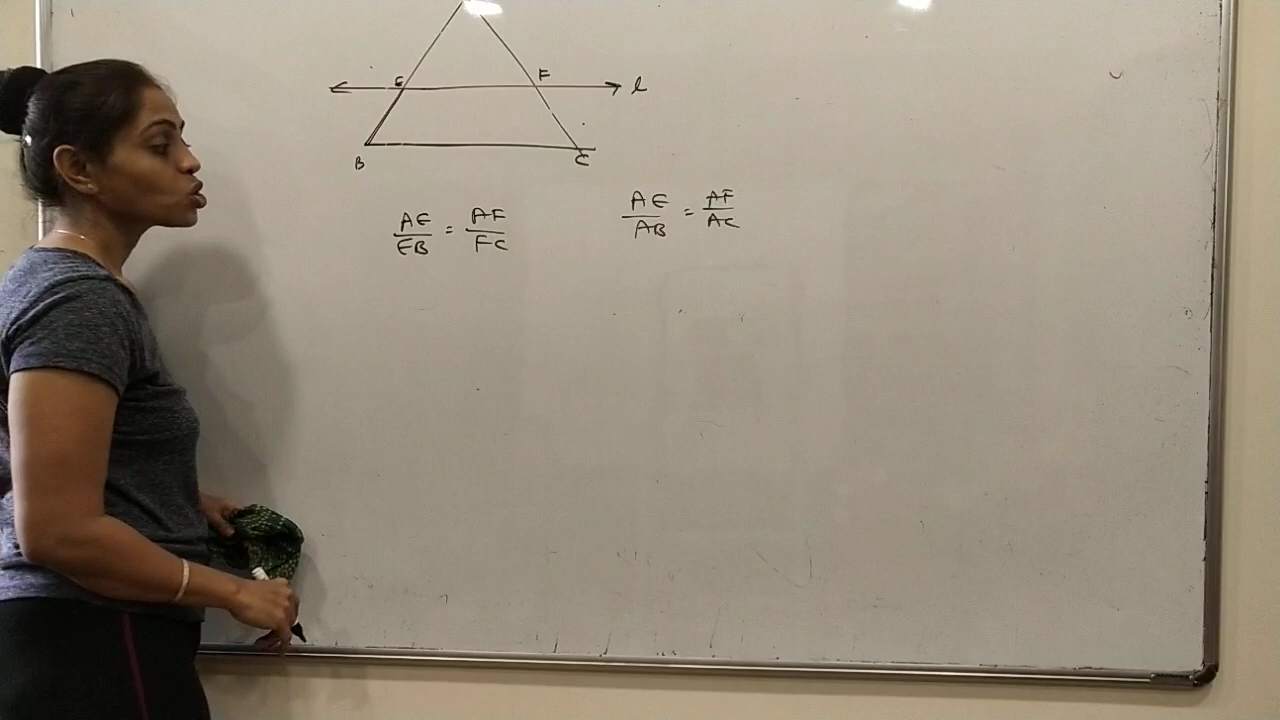 E F l
B C
AE/EB = AF/FC
AE/AB = AF/AC